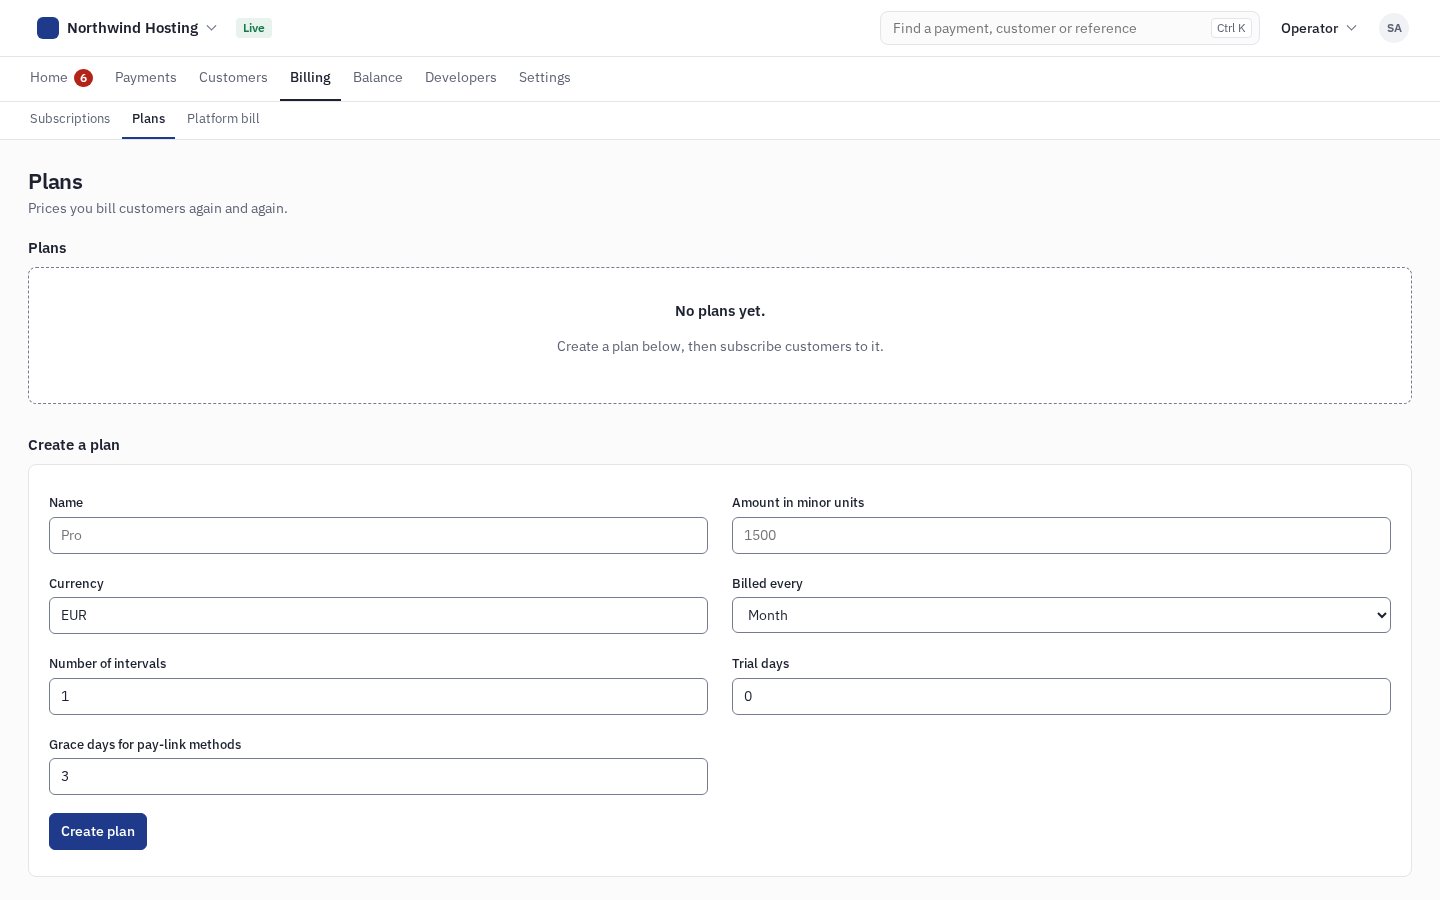 Northwind Hosting
Live
Find a payment, customer or reference
Ctrl K
Operator
SA
Home 6 Payments Customers Billing Balance Developers Settings
Subscriptions Plans Platform bill
Plans
Prices you bill customers again and again.
Plans
No plans yet.
Create a plan below, then subscribe customers to it.
Create a plan
Name
Pro
Amount in minor units
1500
Currency
EUR
Billed every
Month
Number of intervals
1
Trial days
0
Grace days for pay-link methods
3
Create plan